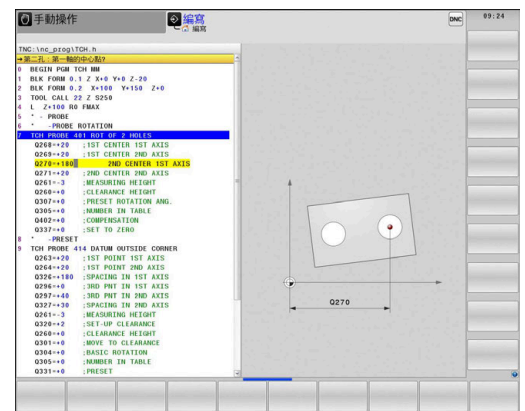 手動操作
編寫
編寫
DNC
09:24
TNC:\nc_prog\TCH.h
→第二孔：第一軸的中心點?
0 BEGIN PGM TCH MM
1 BLK FORM 0.1 Z X+0 Y+0 Z-20
2 BLK FORM 0.2 X+100 Y+150 Z+0
3 TOOL CALL 22 Z S250
4 L Z+100 R0 FMAX
5 * - PROBE
6 * -PROBE ROTATION
7 TCH PROBE 401 ROT OF 2 HOLES
Q268=+20 ;1ST CENTER 1ST AXIS
Q269=+20 ;1ST CENTER 2ND AXIS
Q270=+180 2ND CENTER 1ST AXIS
Q271=+20 ;2ND CENTER 2ND AXIS
Q261=-3 ;MEASURING HEIGHT
Q260=+0 ;CLEARANCE HEIGHT
Q307=+0 ;PRESET ROTATION ANG.
Q305=+0 ;NUMBER IN TABLE
Q402=+0 ;COMPENSATION
Q337=+0 ;SET TO ZERO
8 * -PRESET
9 TCH PROBE 414 DATUM OUTSIDE CORNER
Q263=+20 ;1ST POINT 1ST AXIS
Q264=+20 ;1ST POINT 2ND AXIS
Q326=+180 ;SPACING IN 1ST AXIS
Q296=+0 ;3RD PNT IN 1ST AXIS
Q297=+40 ;3RD PNT IN 2ND AXIS
Q327=+30 ;SPACING IN 2ND AXIS
Q261=-3 ;MEASURING HEIGHT
Q320=+2 ;SET-UP CLEARANCE
Q260=+0 ;CLEARANCE HEIGHT
Q301=+0 ;MOVE TO CLEARANCE
Q304=+0 ;BASIC ROTATION
Q305=+0 ;NUMBER IN TABLE
Q331=+0 ;PRESET
Q270